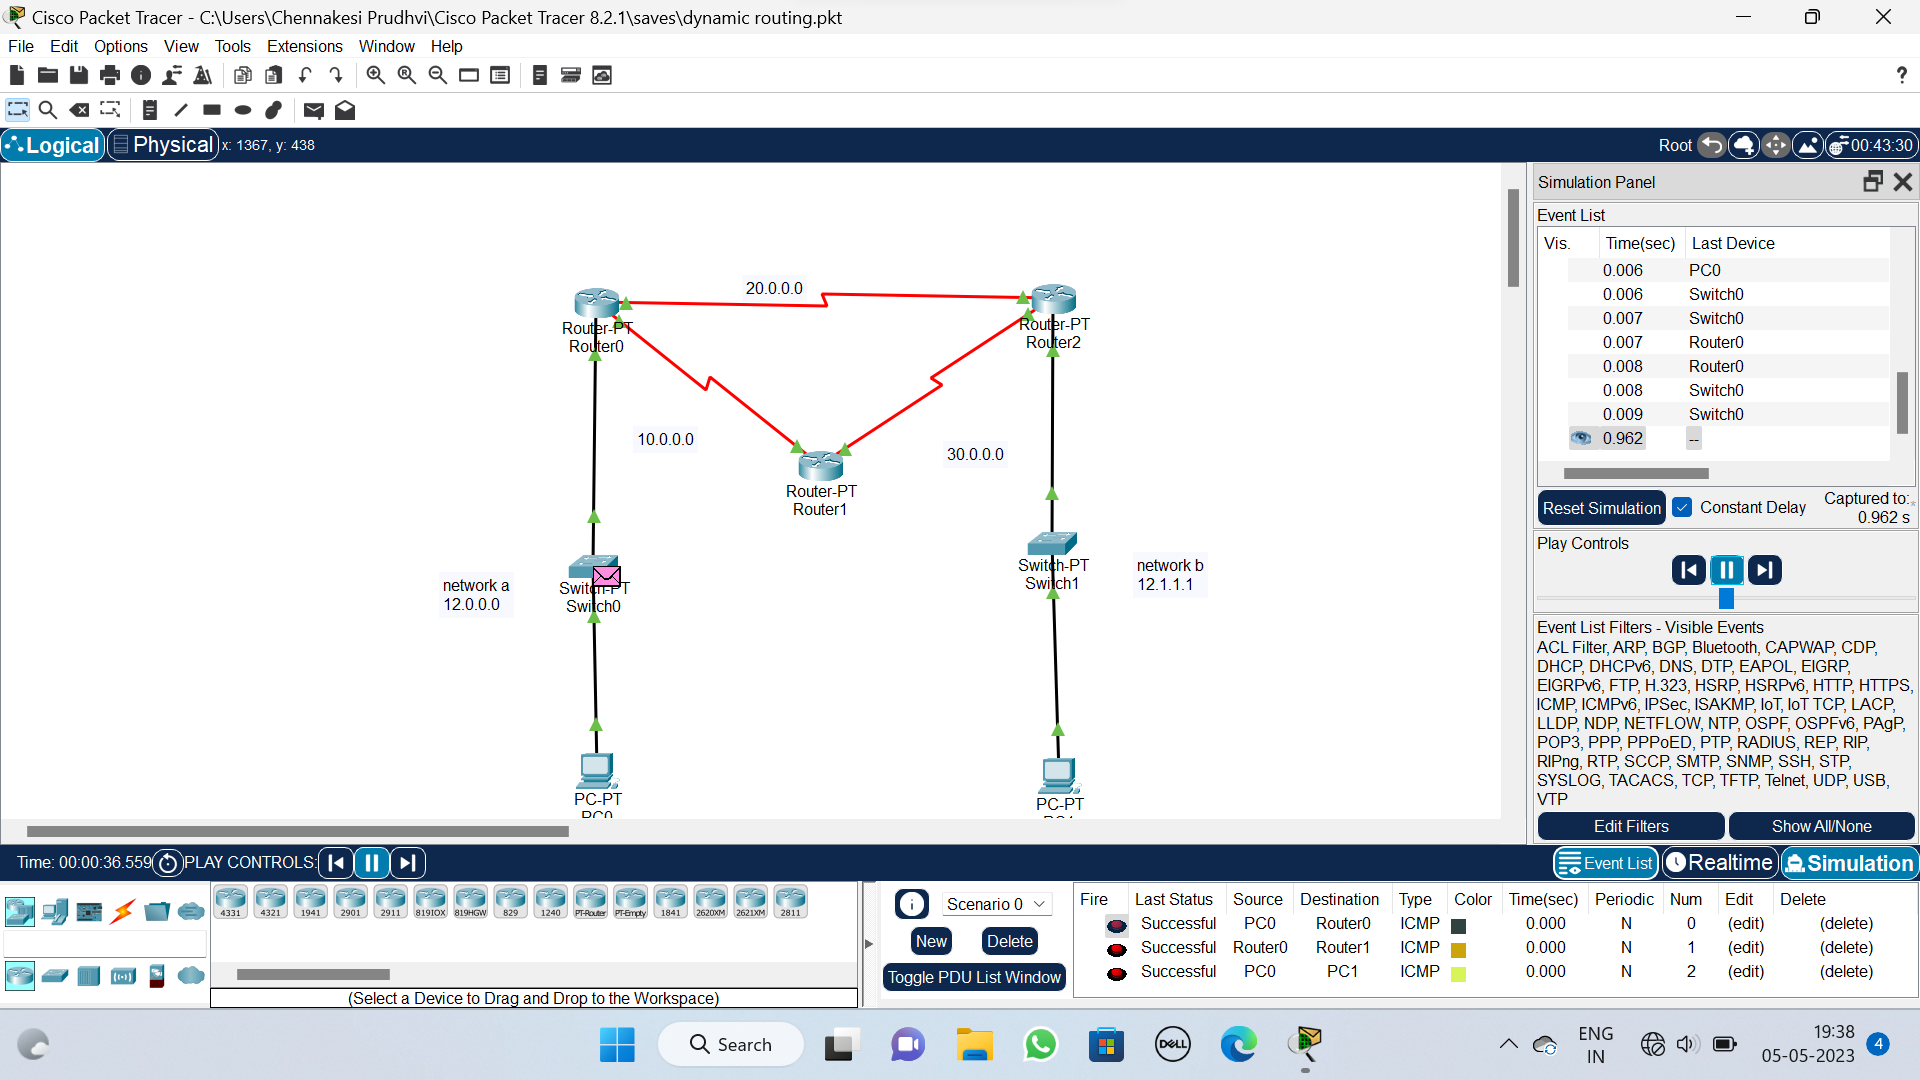 Cisco Packet Tracer - C:\Users\Chennakesi Prudhvi\Cisco Packet Tracer 8.2.1\saves\dynamic routing.pkt
File Edit Options View Tools Extensions Window Help
?
Logical Physical x: 1367, y: 438 Root 00:43:30
Simulation Panel
Event List
Vis. Time(sec) Last Device
0.006 PC0
0.006 Switch0
0.007 Switch0
0.007 Router0
0.008 Router0
0.008 Switch0
0.009 Switch0
0.962 --
Reset Simulation Constant Delay Captured to:
0.962 s
Play Controls
Event List Filters - Visible Events
ACL Filter, ARP, BGP, Bluetooth, CAPWAP, CDP,
DHCP, DHCPv6, DNS, DTP, EAPOL, EIGRP,
EIGRPv6, FTP, H.323, HSRP, HSRPv6, HTTP, HTTPS,
ICMP, ICMPv6, IPSec, ISAKMP, IoT, IoT TCP, LACP,
LLDP, NDP, NETFLOW, NTP, OSPF, OSPFv6, PAgP,
POP3, PPP, PPPoED, PTP, RADIUS, REP, RIP,
RIPng, RTP, SCCP, SMTP, SNMP, SSH, STP,
SYSLOG, TACACS, TCP, TFTP, Telnet, UDP, USB,
VTP
Edit Filters Show All/None
20.0.0.0
Router-PT
Router0
Router-PT
Router2
10.0.0.0
30.0.0.0
Router-PT
Router1
network a
12.0.0.0
Switch-PT
Switch0
Switch-PT
Switch1
network b
12.1.1.1
PC-PT
PC0
PC-PT
Time: 00:00:36.559 PLAY CONTROLS: Event List Realtime Simulation
4331 4321 1941 2901 2911 819IOX 819HGW 829 1240 PT-Router PT-Empty 1841 2620XM 2621XM 2811
(Select a Device to Drag and Drop to the Workspace)
Scenario 0
New Delete
Toggle PDU List Window
Fire Last Status Source Destination Type Color Time(sec) Periodic Num Edit Delete
Successful PC0 Router0 ICMP 0.000 N 0 (edit) (delete)
Successful Router0 Router1 ICMP 0.000 N 1 (edit) (delete)
Successful PC0 PC1 ICMP 0.000 N 2 (edit) (delete)
Search
DELL
ENG
IN
19:38
05-05-2023
4